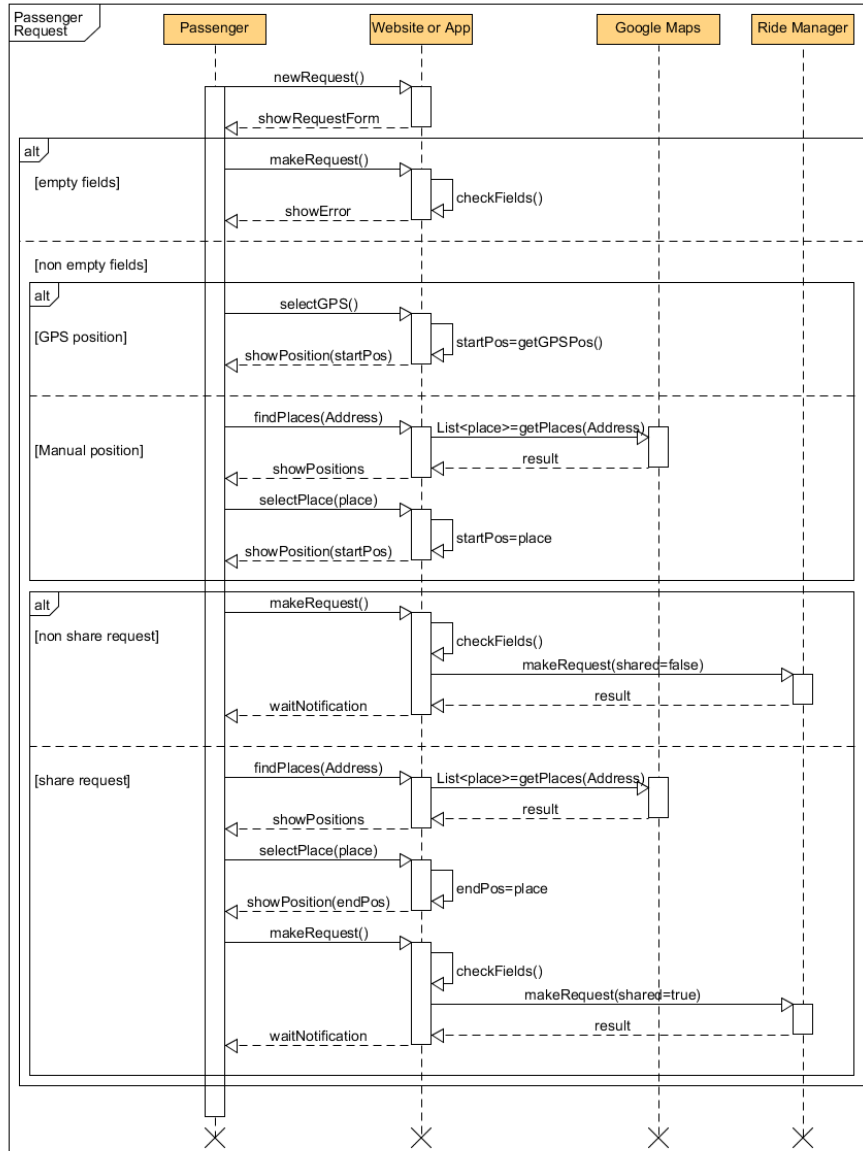 Passenger
Request
Passenger
Website or App
Google Maps
Ride Manager
newRequest()
showRequestForm
alt
makeRequest()
[empty fields]
checkFields()
showError
[non empty fields]
alt
selectGPS()
[GPS position]
startPos=getGPSPos()
showPosition(startPos)
findPlaces(Address)
List<place>=getPlaces(Address)
[Manual position]
result
showPositions
selectPlace(place)
startPos=place
showPosition(startPos)
alt
makeRequest()
[non share request]
checkFields()
makeRequest(shared=false)
result
waitNotification
findPlaces(Address)
[share request]
List<place>=getPlaces(Address)
result
showPositions
selectPlace(place)
endPos=place
showPosition(endPos)
makeRequest()
checkFields()
makeRequest(shared=true)
result
waitNotification